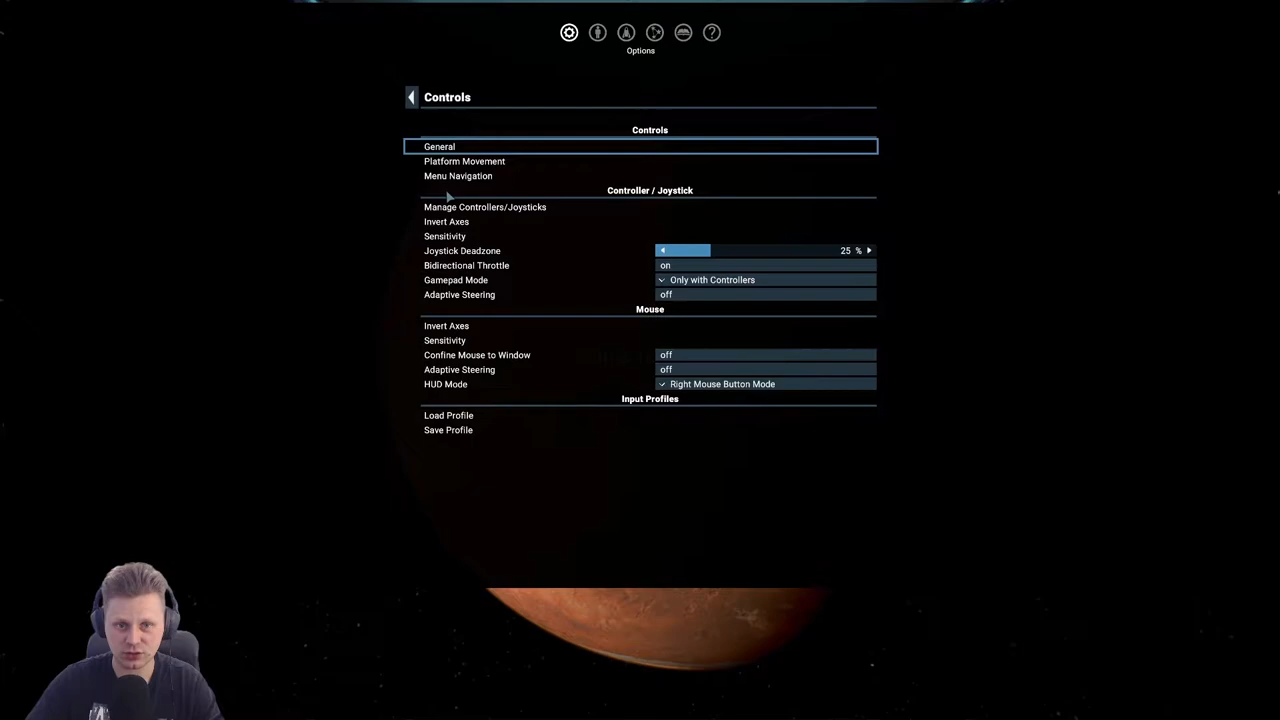 Options
Controls
Controls
General
Platform Movement
Menu Navigation
Controller / Joystick
Manage Controllers/Joysticks
Invert Axes
Sensitivity
Joystick Deadzone 25 %
Bidirectional Throttle on
Gamepad Mode Only with Controllers
Adaptive Steering off
Mouse
Invert Axes
Sensitivity
Confine Mouse to Window off
Adaptive Steering off
HUD Mode Right Mouse Button Mode
Input Profiles
Load Profile
Save Profile